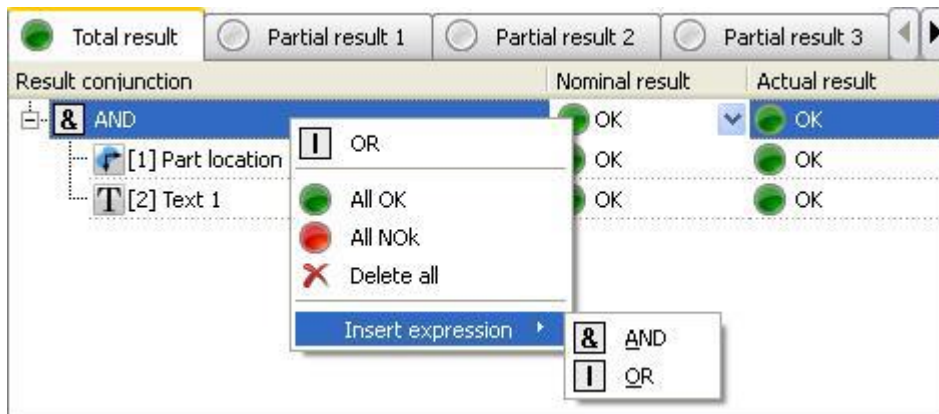 Total result Partial result 1 Partial result 2 Partial result 3
Result conjunction Nominal result Actual result
& AND OK OK
[1] Part location OK OK
T [2] Text 1 OK OK
I OR
All OK
All NOk
Delete all
Insert expression
& AND
I OR